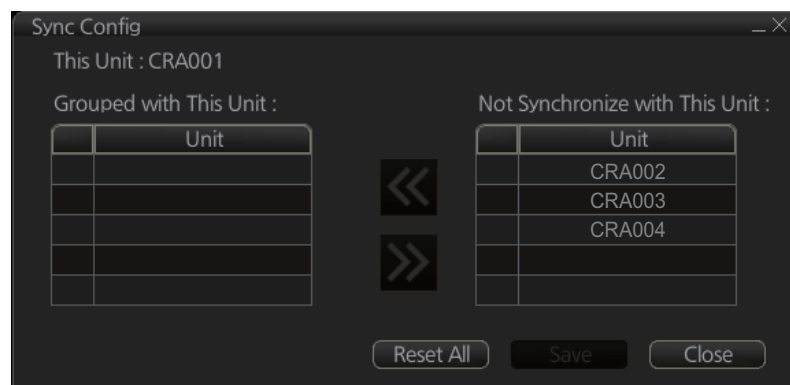 Sync Config
This Unit : CRA001
Grouped with This Unit :
Not Synchronize with This Unit :
Unit
Unit
CRA002
CRA003
CRA004
Reset All
Save
Close